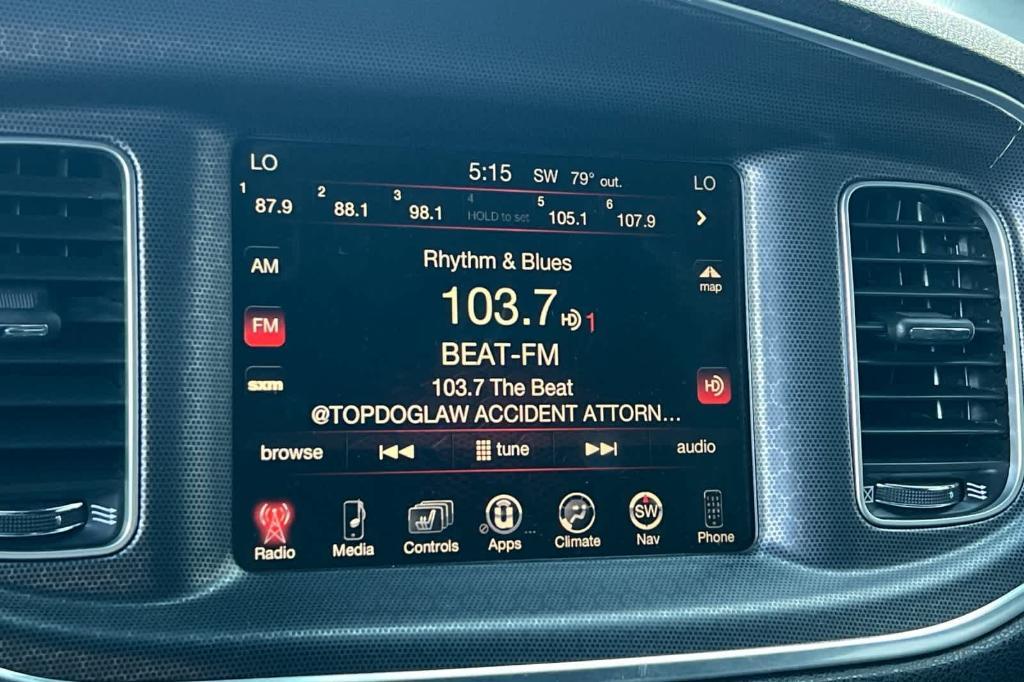 LO 5:15 SW 79° out. LO
1 87.9 2 88.1 3 98.1 4 HOLD to set 5 105.1 6 107.9
Rhythm & Blues
AM
map
103.7 HD 1
FM
BEAT-FM
sxm
103.7 The Beat
HD
@TOPDOGLAW ACCIDENT ATTORN...
browse tune audio
SW
Radio Media Controls Apps Climate Nav Phone